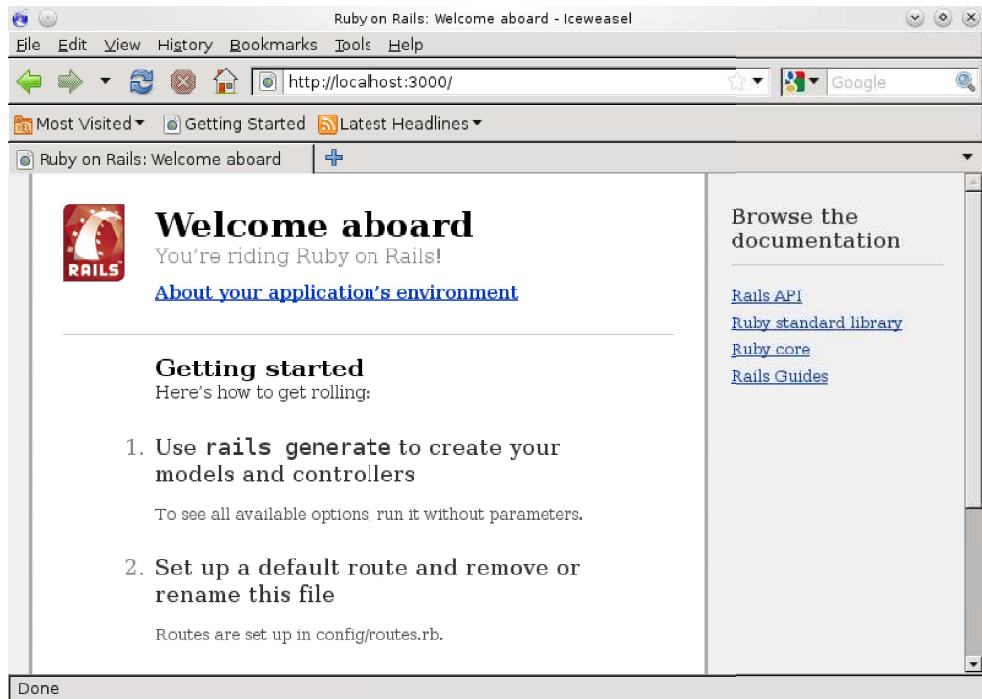 Ruby on Rails: Welcome aboard - Iceweasel
File Edit View History Bookmarks Tools Help
http://localhost:3000/
Google
Most Visited Getting Started Latest Headlines
Ruby on Rails: Welcome aboard
RAILS
Welcome aboard
You're riding Ruby on Rails!
About your application's environment
Getting started
Here's how to get rolling:
1. Use rails generate to create your
models and controllers
To see all available options, run it without parameters.
2. Set up a default route and remove or
rename this file
Routes are set up in config/routes.rb.
Browse the
documentation
Rails API
Ruby standard library
Ruby core
Rails Guides
Done